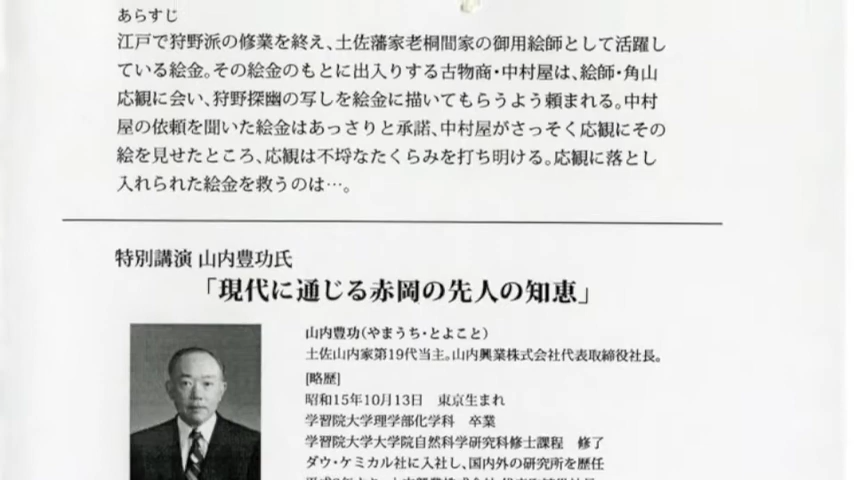 あらすじ
江戸で狩野派の修業を終え、土佐藩家老桐間家の御用絵師として活躍し
ている絵金。その絵金のもとに出入りする古物商・中村屋は、絵師・角山
応観に会い、狩野探幽の写しを絵金に描いてもらうよう頼まれる。中村
屋の依頼を聞いた絵金はあっさりと承諾、中村屋がさっそく応観にその
絵を見せたところ、応観は不埒なたくらみを打ち明ける。応観に落とし
入れられた絵金を救うのは…。
特別講演 山内豊功氏
「現代に通じる赤岡の先人の知恵」
山内豊功(やまうち・とよこと)
土佐山内家第19代当主。山内興業株式会社代表取締役社長。
[略歴]
昭和15年10月13日 東京生まれ
学習院大学理学部化学科 卒業
学習院大学大学院自然科学研究科修士課程 修了
ダウ・ケミカル社に入社し、国内外の研究所を歴任